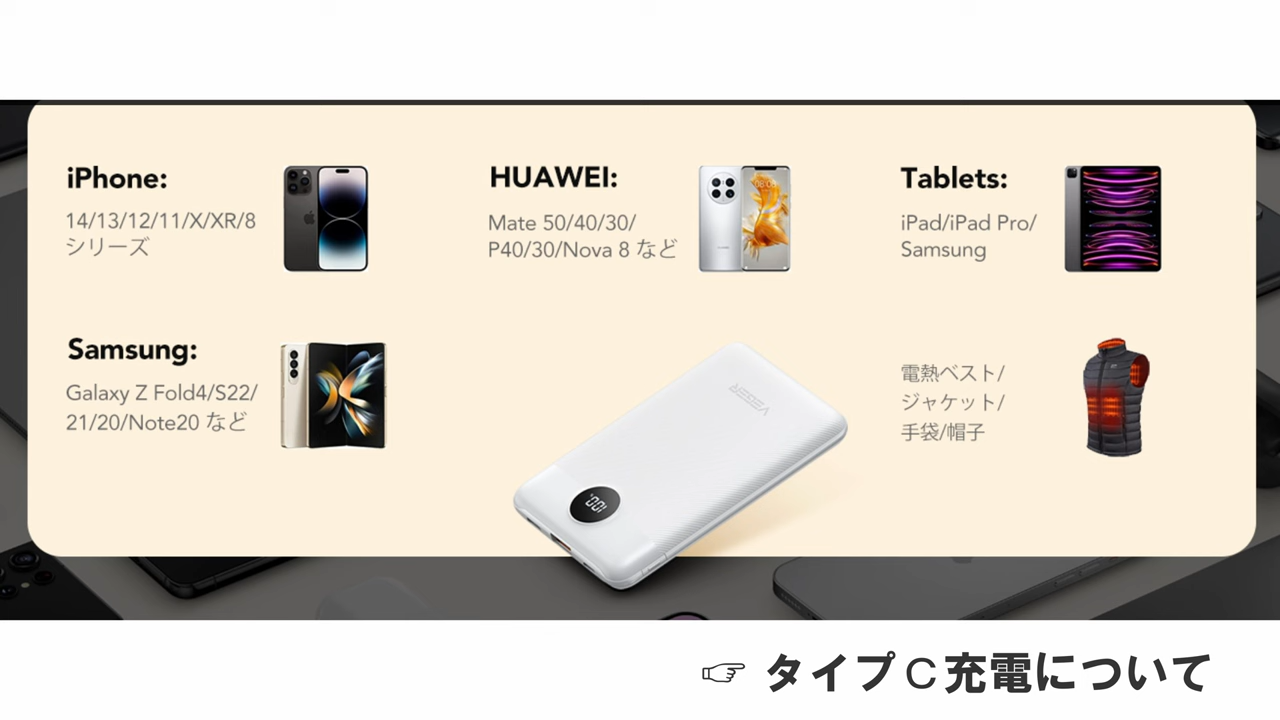 iPhone:
14/13/12/11/X/XR/8
シリーズ
HUAWEI:
Mate 50/40/30/
P40/30/Nova 8 など
Tablets:
iPad/iPad Pro/
Samsung
Samsung:
Galaxy Z Fold4/S22/
21/20/Note20 など
電熱ベスト/
ジャケット/
手袋/帽子
VEGER
100%
☞ タイプC充電について